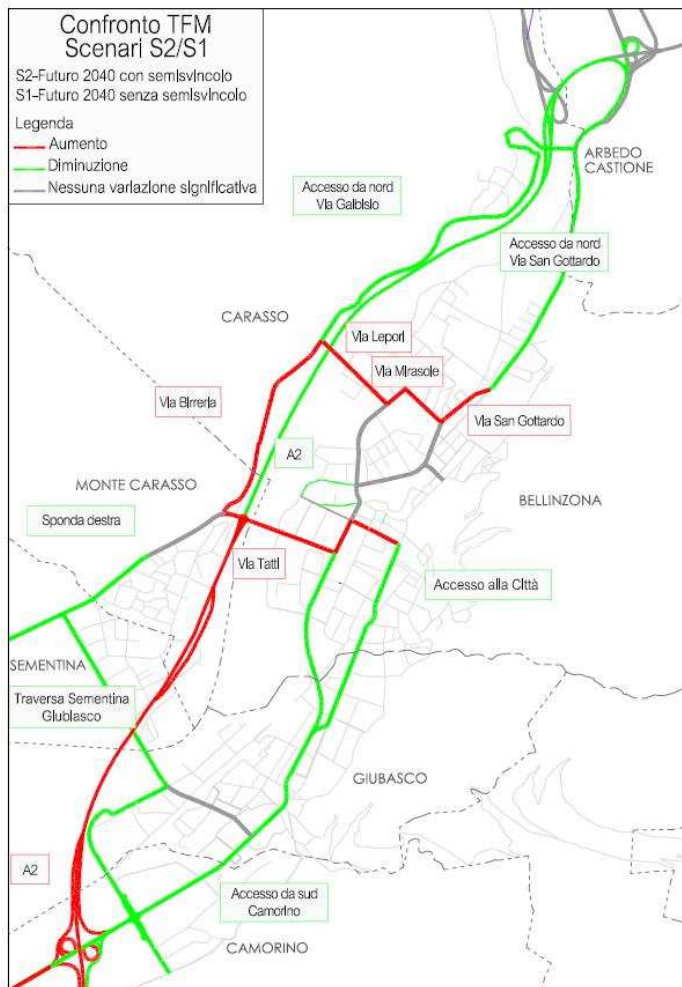 Confronto TFM
Scenari S2/S1
S2-Futuro 2040 con semisvincolo
S1-Futuro 2040 senza semisvincolo
Legenda
Aumento
Diminuzione
Nessuna variazione significativa
ARBEDO
CASTIONE
Accesso da nord
Via Galbisio
Accesso da nord
Via San Gottardo
CARASSO
Via Lepori
Via Mirasole
Via Birreria
Via San Gottardo
A2
MONTE CARASSO
BELLINZONA
Sponda destra
Via Tatti
Accesso alla Città
SEMENTINA
Traversa Sementina
Giubiasco
GIUBASCO
A2
Accesso da sud
Camorino
CAMORINO